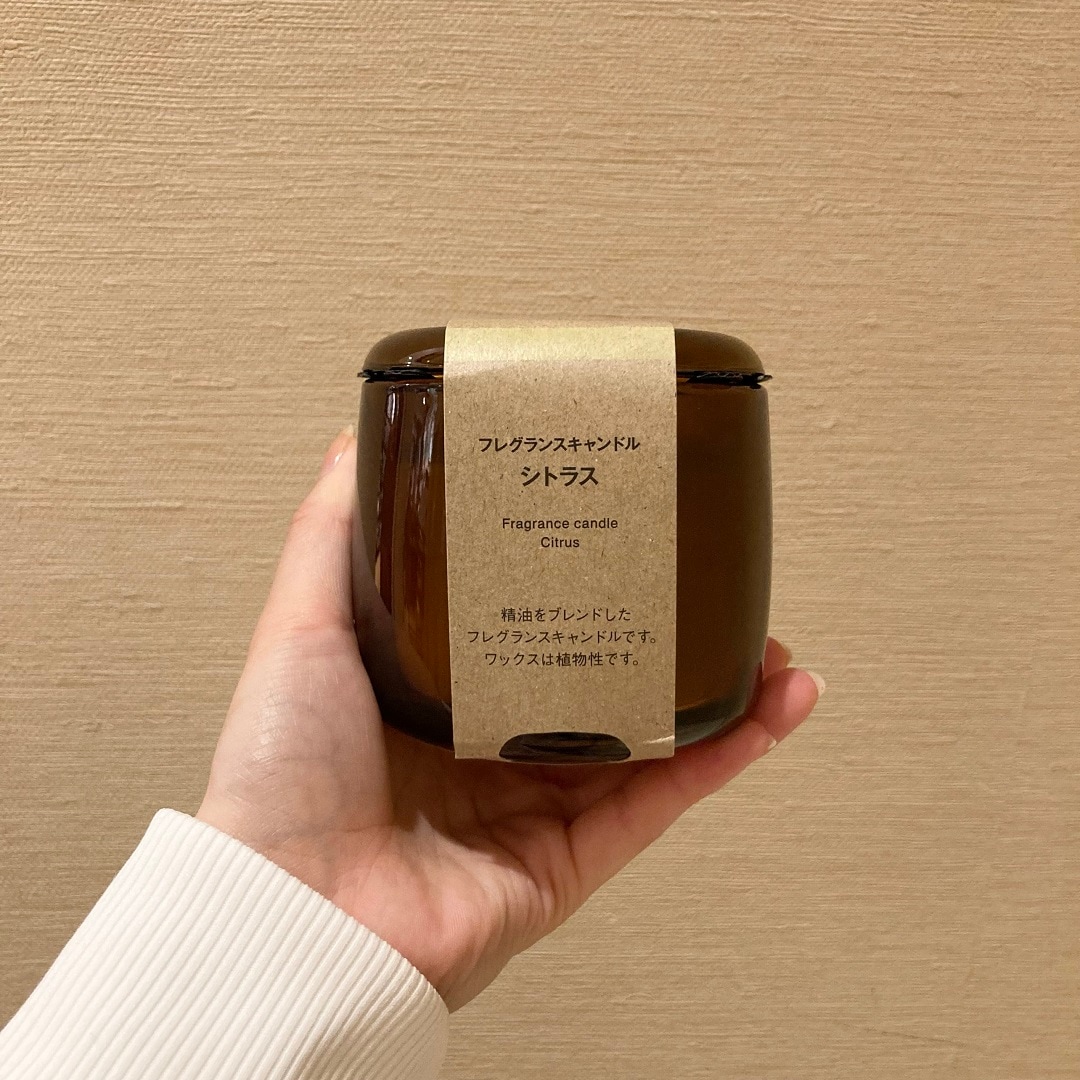 フレグランスキャンドル
シトラス
Fragrance candle
Citrus
精油をブレンドした
フレグランスキャンドルです。
ワックスは植物性です。